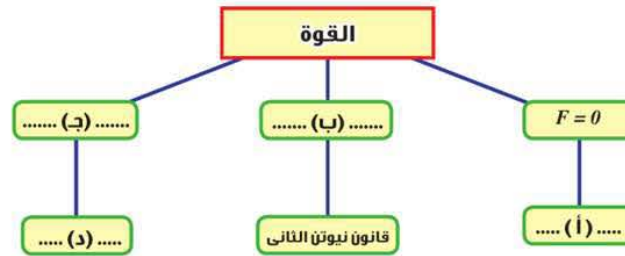 القوة
F = 0
....... (ب) .......
....... (جـ) .......
..... (أ) .....
قانون نيوتن الثانى
..... (د) .....